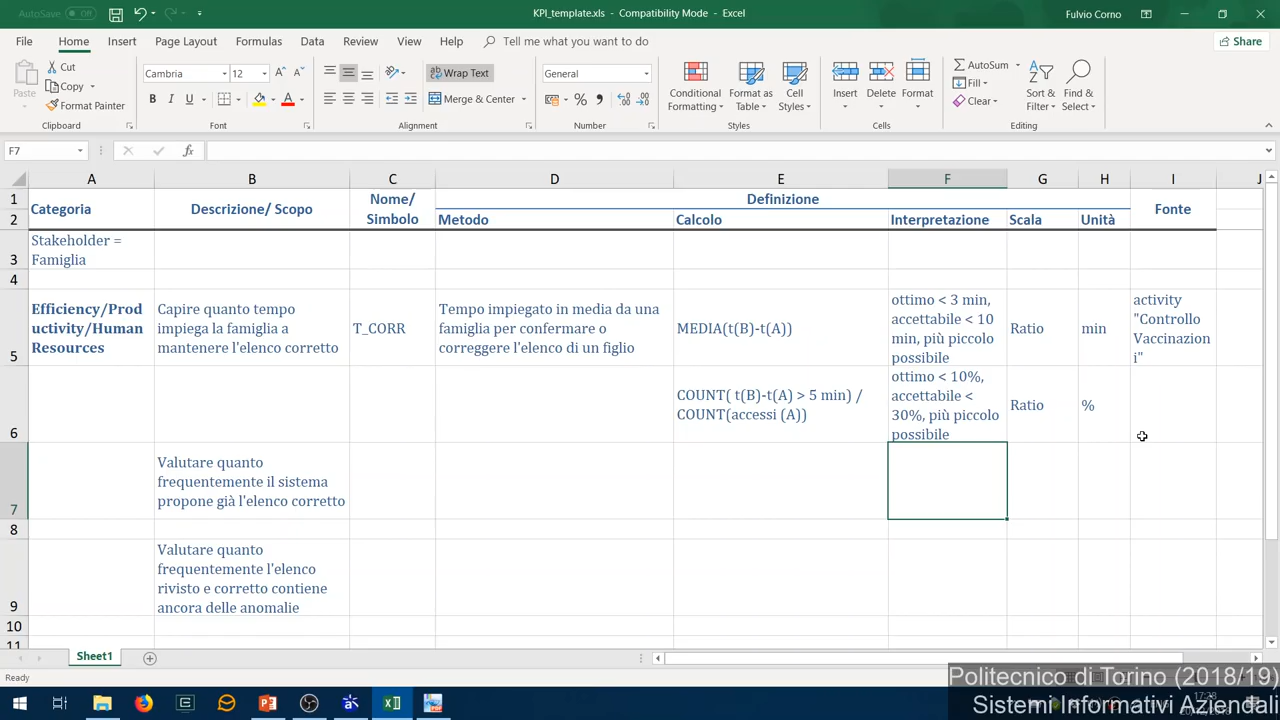 AutoSave Off
KPI_template.xls - Compatibility Mode - Excel
Fulvio Corno
File Home Insert Page Layout Formulas Data Review View Help Tell me what you want to do Share
Paste
Cut
Copy
Format Painter
Clipboard
Cambria 12
B I U
Font
Wrap Text
Merge & Center
Alignment
General
Number
Conditional Formatting
Format as Table
Cell Styles
Styles
Insert Delete Format
Cells
AutoSum
Fill
Clear
Sort & Filter
Find & Select
Editing
F7
fx
A B C D E F G H I J
1
2
Categoria
Descrizione/ Scopo
Nome/
Simbolo
Definizione
Metodo
Calcolo
Interpretazione
Scala
Unità
Fonte
3
Stakeholder =
Famiglia
4
5
Efficiency/Prod
uctivity/Human
Resources
Capire quanto tempo
impiega la famiglia a
mantenere l'elenco corretto
T_CORR
Tempo impiegato in media da una
famiglia per confermare o
correggere l'elenco di un figlio
MEDIA(t(B)-t(A))
ottimo < 3 min,
accettabile < 10
min, più piccolo
possibile
Ratio
min
activity
"Controllo
Vaccinazion
i"
6
COUNT( t(B)-t(A) > 5 min) /
COUNT(accessi (A))
ottimo < 10%,
accettabile <
30%, più piccolo
possibile
Ratio
%
7
Valutare quanto
frequentemente il sistema
propone già l'elenco corretto
8
9
Valutare quanto
frequentemente l'elenco
rivisto e corretto contiene
ancora delle anomalie
10
11
Sheet1
Ready
Politecnico di Torino (2018/19)
Sistemi Informativi Aziendali
17:28